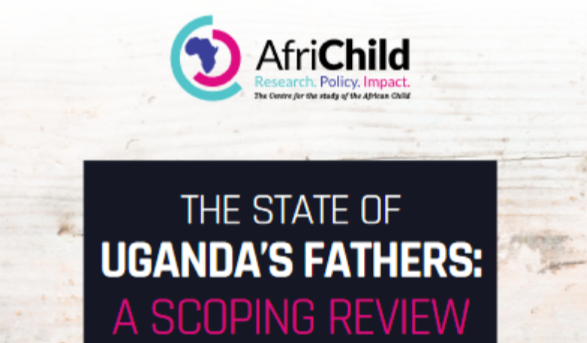 AfriChild
Research. Policy. Impact.
The Centre for the study of the African Child
THE STATE OF
UGANDA'S FATHERS:
A SCOPING REVIEW